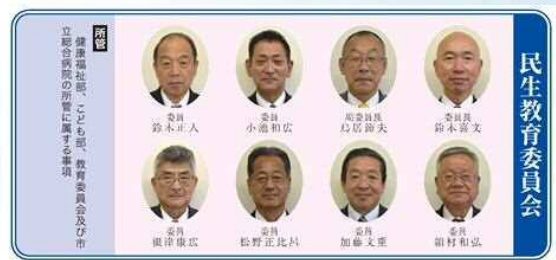 民生教育委員会
委員長
鈴木喜文
副委員長
鳥居節夫
委員
小池和広
委員
鈴木正人
委員
嶺村和弘
委員
加藤文重
委員
松野正比呂
委員
根津康広
所管
健康福祉部、こども部、教育委員会及び市
立総合病院の所管に属する事項